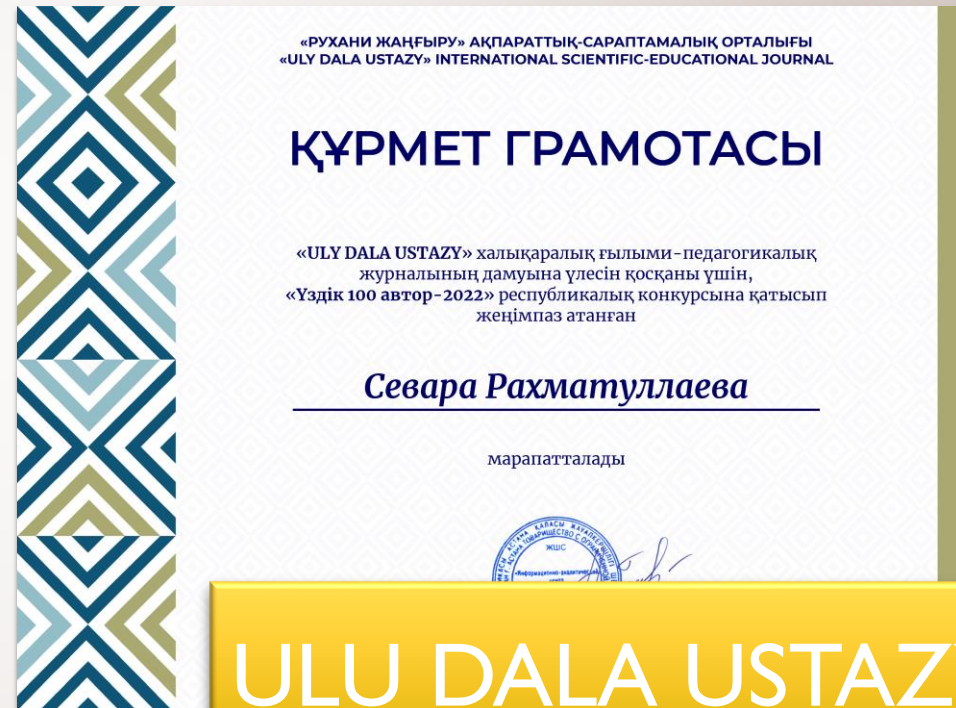 «РУХАНИ ЖАҢҒЫРУ» АҚПАРАТТЫҚ-САРАПТАМАЛЫҚ ОРТАЛЫҒЫ
«ULY DALA USTAZY» INTERNATIONAL SCIENTIFIC-EDUCATIONAL JOURNAL
ҚҰРМЕТ ГРАМОТАСЫ
«ULY DALA USTAZY» халықаралық ғылыми-педагогикалық
журналының дамуына үлесін қосқаны үшін,
«Үздік 100 автор-2022» республикалық конкурсына қатысып
жеңімпаз атанған
Севара Рахматуллаева
марапатталады
ЖШС
ULU DALA USTAZY